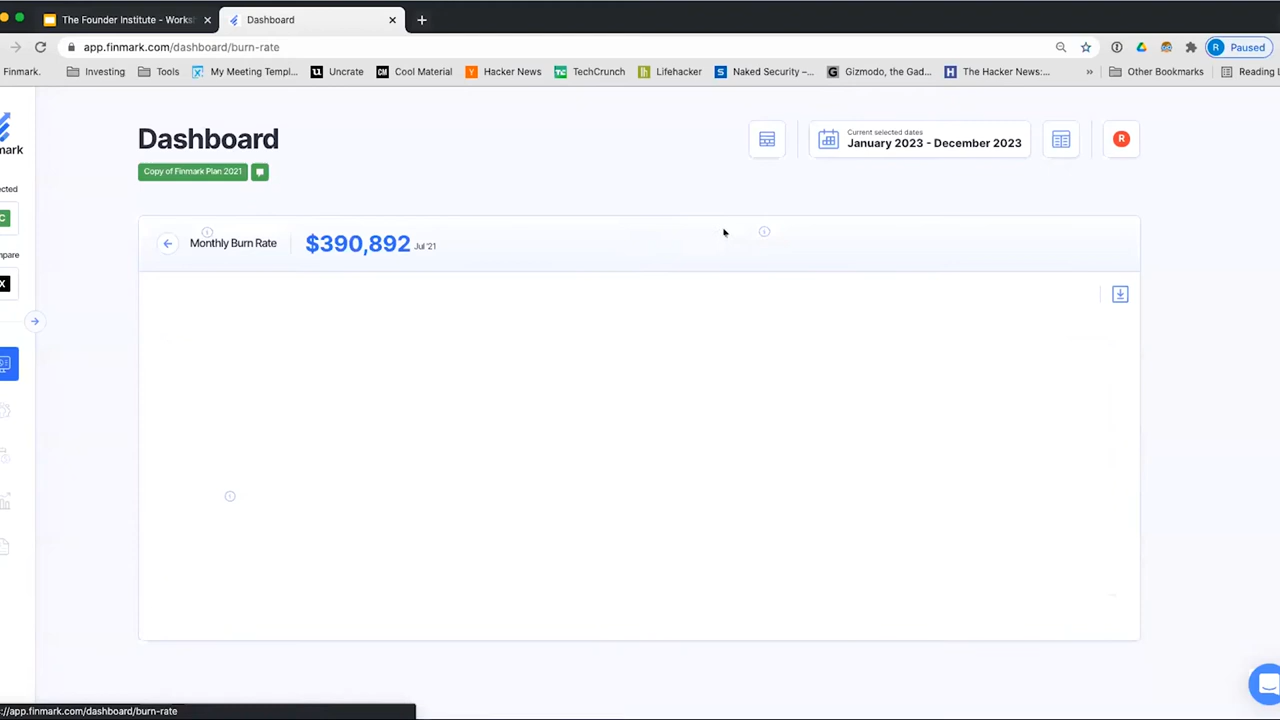 The Founder Institute - Works
Dashboard
app.finmark.com/dashboard/burn-rate
Paused
Finmark.
Investing
Tools
My Meeting Templ...
Uncrate
Cool Material
Hacker News
TechCrunch
Lifehacker
Naked Security –...
Gizmodo, the Gad...
The Hacker News:...
»
Other Bookmarks
Reading L
mark
Dashboard
Copy of Finmark Plan 2021
Current selected dates
January 2023 - December 2023
R
ected
C
mpare
X
Monthly Burn Rate
$390,892 Jul '21
://app.finmark.com/dashboard/burn-rate